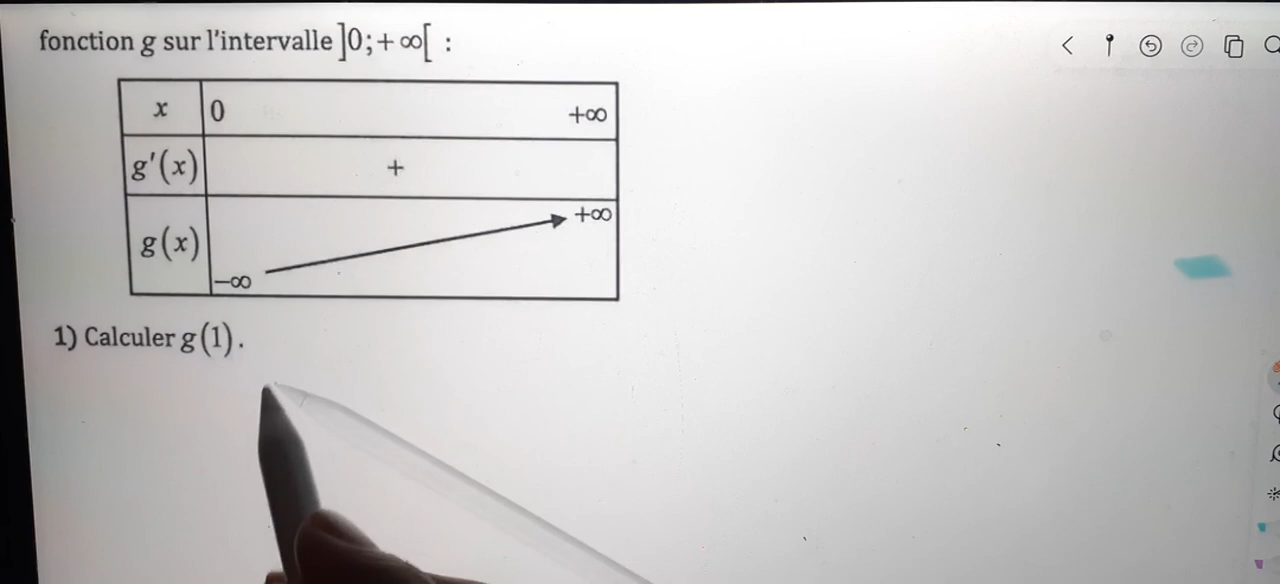 fonction g sur l'intervalle ]0;+∞[ :
x 0 +∞
g'(x) +
g(x) -∞ +∞
1) Calculer g(1).